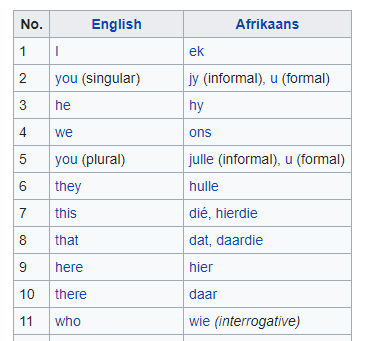 No. English Afrikaans
1 I ek
2 you (singular) jy (informal), u (formal)
3 he hy
4 we ons
5 you (plural) julle (informal), u (formal)
6 they hulle
7 this dié, hierdie
8 that dat, daardie
9 here hier
10 there daar
11 who wie (interrogative)